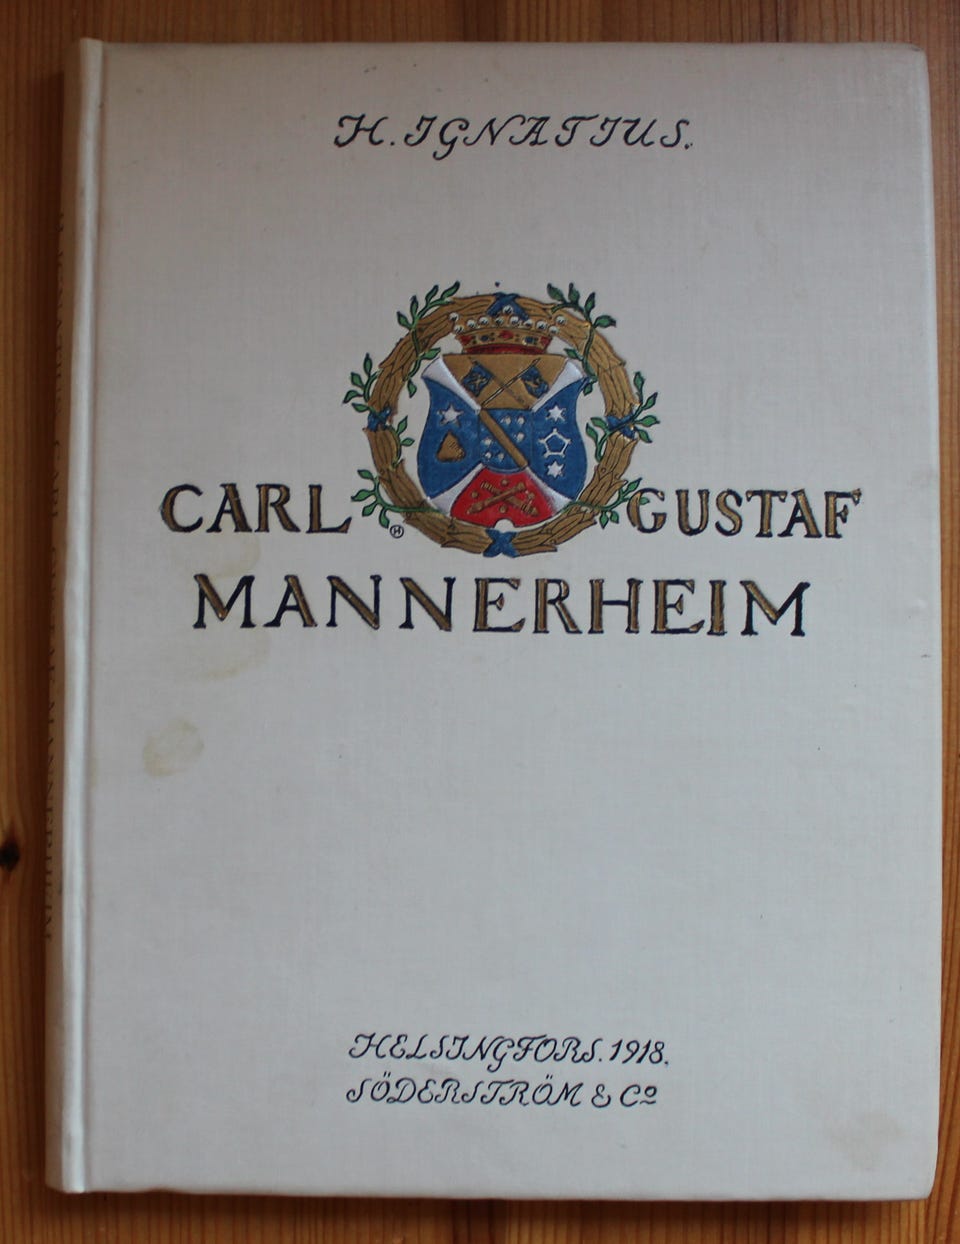 H. IGNATIUS.
CARL GUSTAF
MANNERHEIM
H
HELSINGFORS. 1918.
SÖDERSTRÖM & Cº